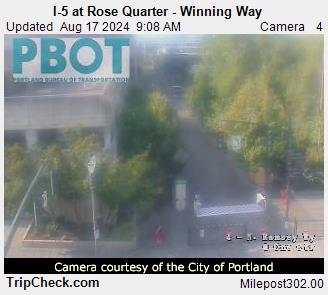 I-5 at Rose Quarter - Winning Way
Updated Aug 17 2024 9:08 AM Camera 4
PBOT
PORTLAND BUREAU OF TRANSPORTATION
Camera courtesy of the City of Portland
TripCheck.com Milepost302.00